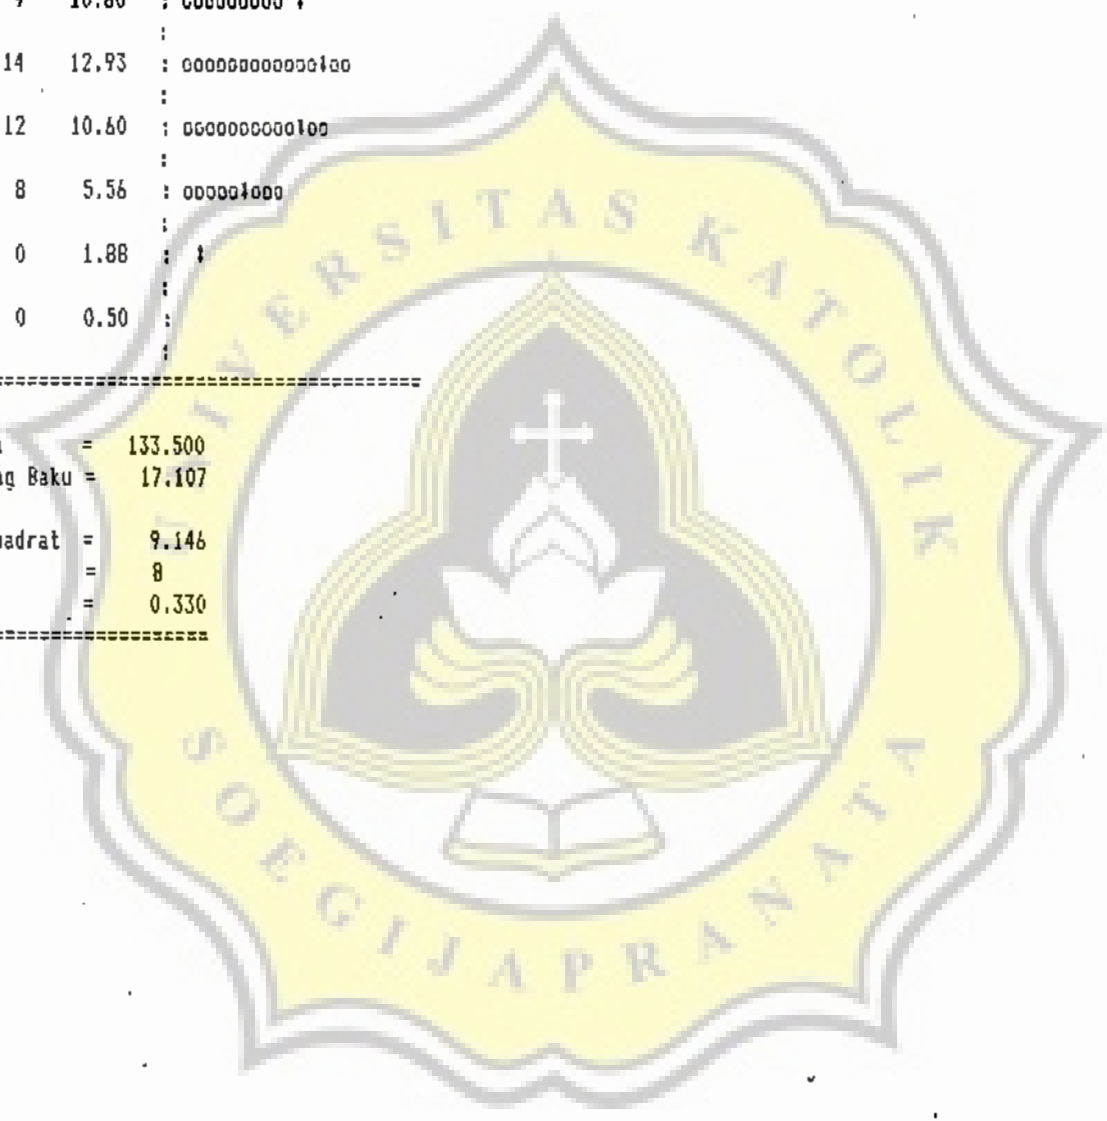 14 12.93 : oooooooooooo*oo
:
12 10.60 : oooooooooo*oo
:
8 5.56 : ooooo*ooo
:
0 1.88 : *
:
0 0.50 :
:
= 133.500
Baku = 17.107
= 9.146
= 8
= 0.330
UNIVERSITAS KATOLIK
SOEGIJAPRANATA